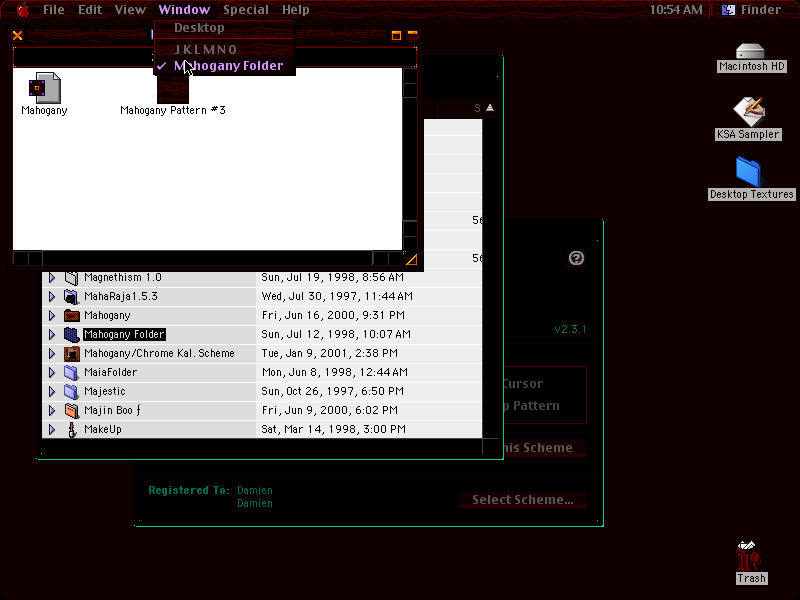 File Edit View Window Special Help 10:54 AM Finder
Desktop
J K L M N O
✓ Mahogany Folder
Mahogany
Mahogany Pattern #3
S
56
56
Magnethism 1.0 Sun, Jul 19, 1998, 8:56 AM
MahaRaja1.5.3 Wed, Jul 30, 1997, 11:44 AM
Mahogany Fri, Jun 16, 2000, 9:31 PM
Mahogany Folder Sun, Jul 12, 1998, 10:07 AM
Mahogany/Chrome Kal. Scheme Tue, Jan 9, 2001, 2:38 PM
MaiaFolder Mon, Jun 8, 1998, 12:44 AM
Majestic Sun, Oct 26, 1997, 6:50 PM
Majin Boo ƒ Fri, Jun 9, 2000, 6:02 PM
MakeUp Sat, Mar 14, 1998, 3:00 PM
v2.3.1
Cursor
p Pattern
his Scheme
Registered To: Damien
Damien
Select Scheme...
Macintosh HD
KSA Sampler
Desktop Textures
Trash